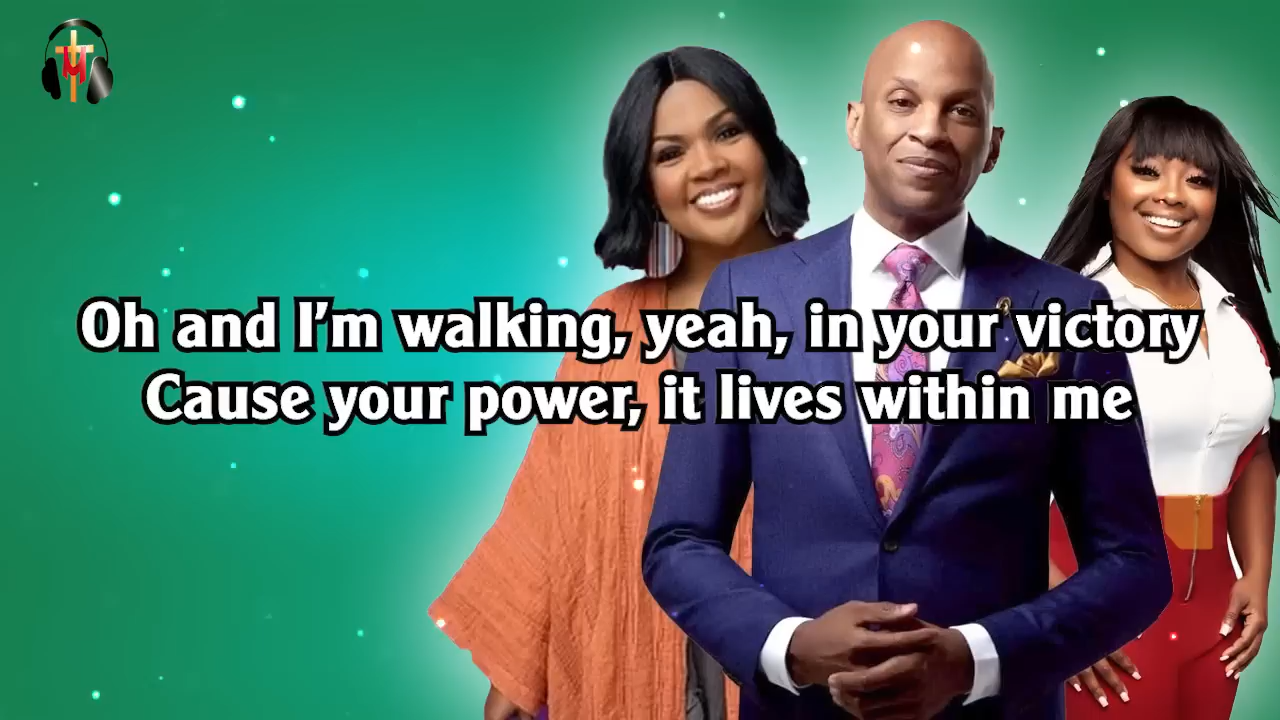 Oh and I'm walking, yeah, in your victory
Cause your power, it lives within me